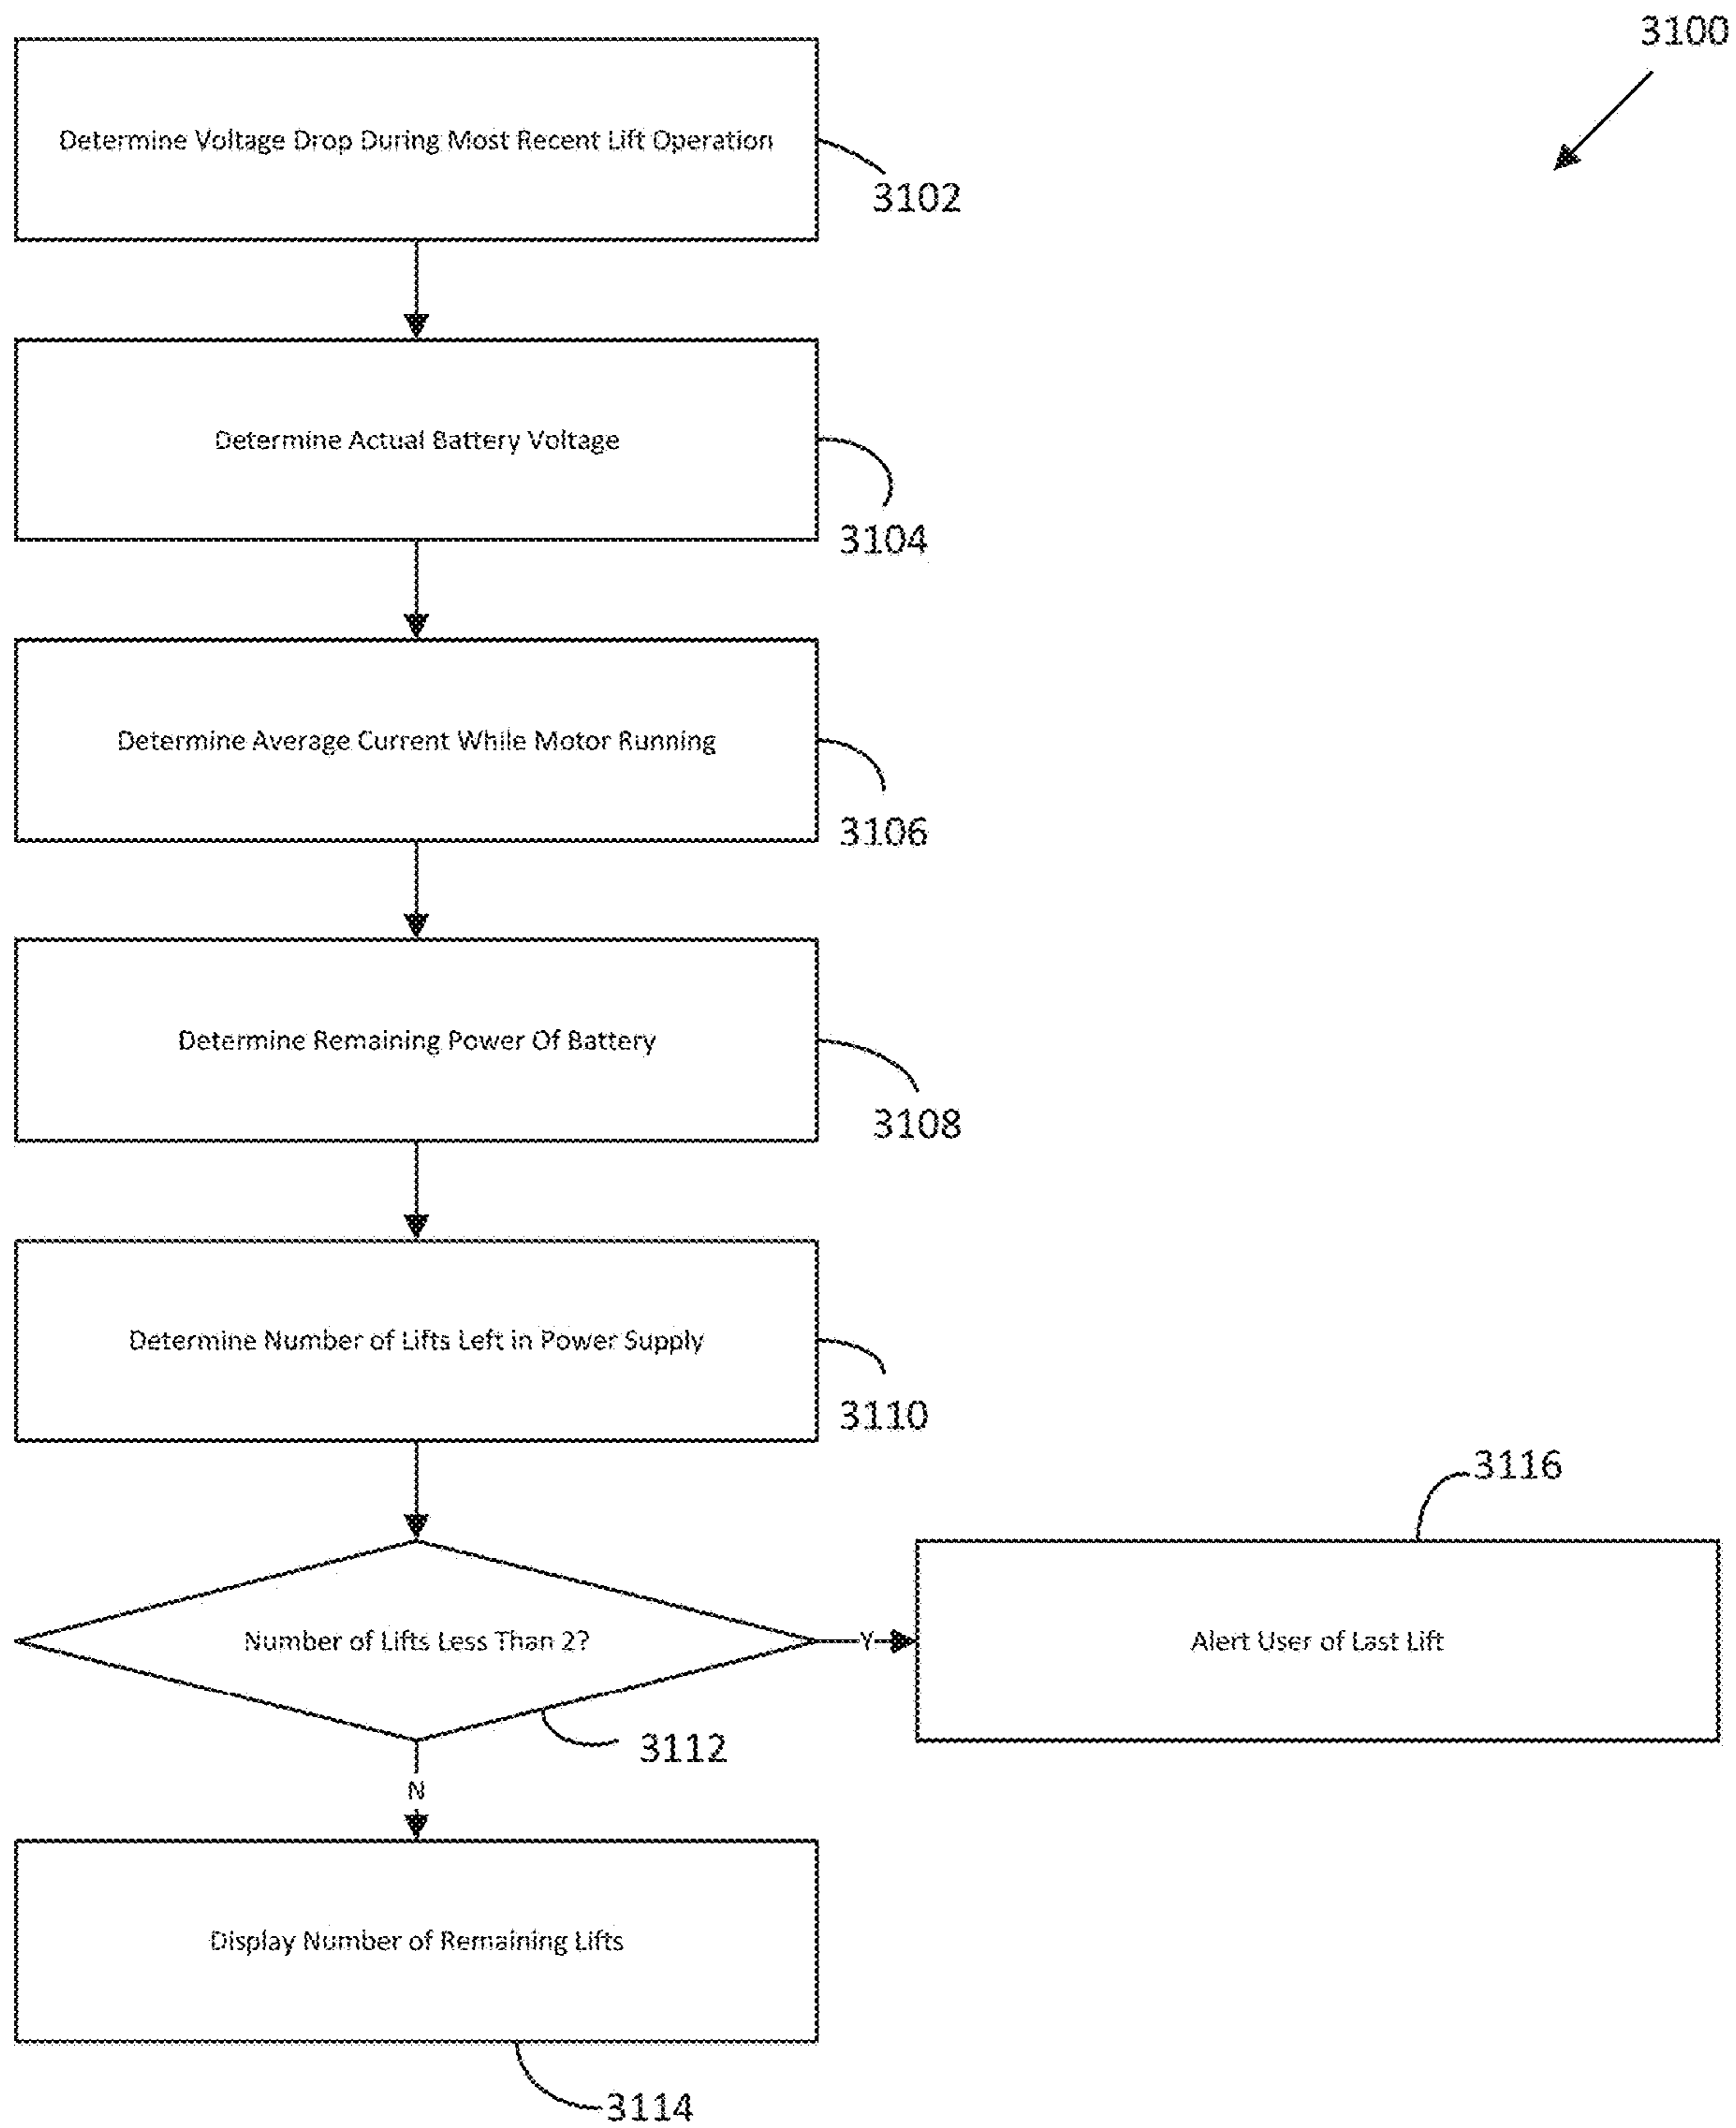 3100
Determine Voltage Drop During Most Recent Lift Operation
3102
Determine Actual Battery Voltage
3104
Determine Average Current While Motor Running
3106
Determine Remaining Power Of Battery
3108
Determine Number of Lifts Left in Power Supply
3110
3116
Number of Lifts Less Than 2?
Y
Alert User of Last Lift
3112
N
Display Number of Remaining Lifts
3114